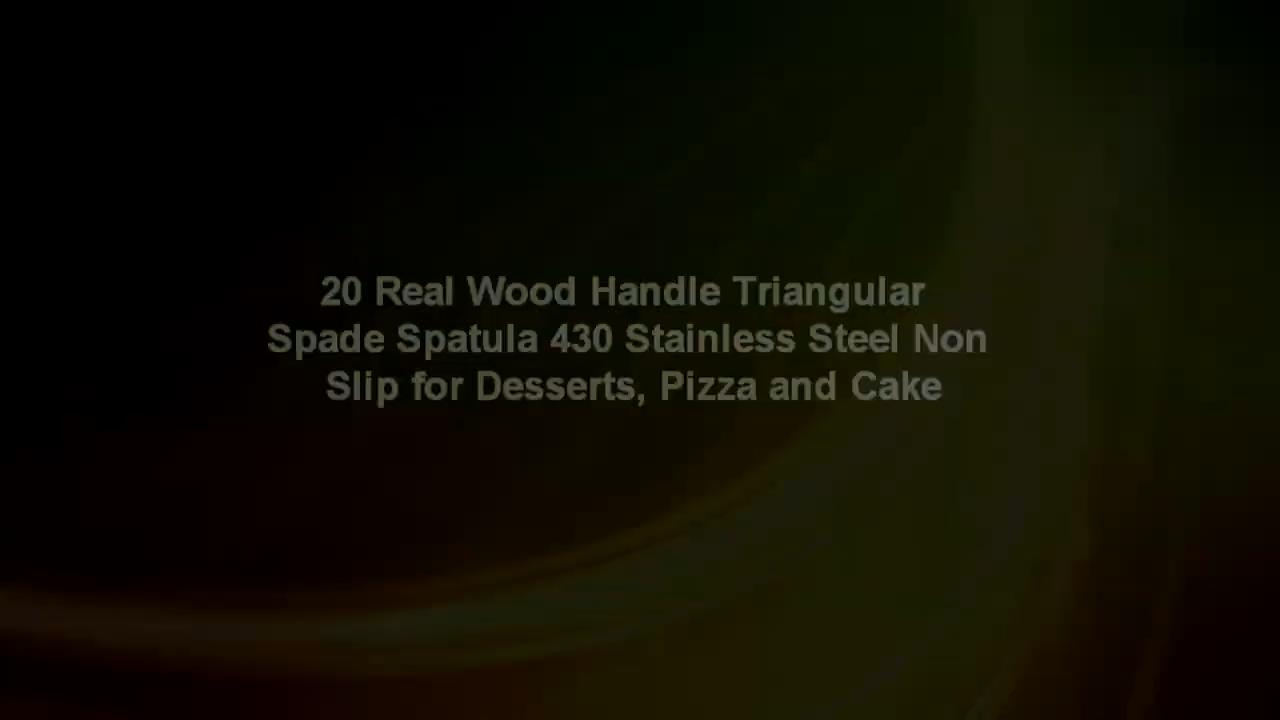 20 Real Wood Handle Triangular
Spade Spatula 430 Stainless Steel Non
Slip for Desserts, Pizza and Cake